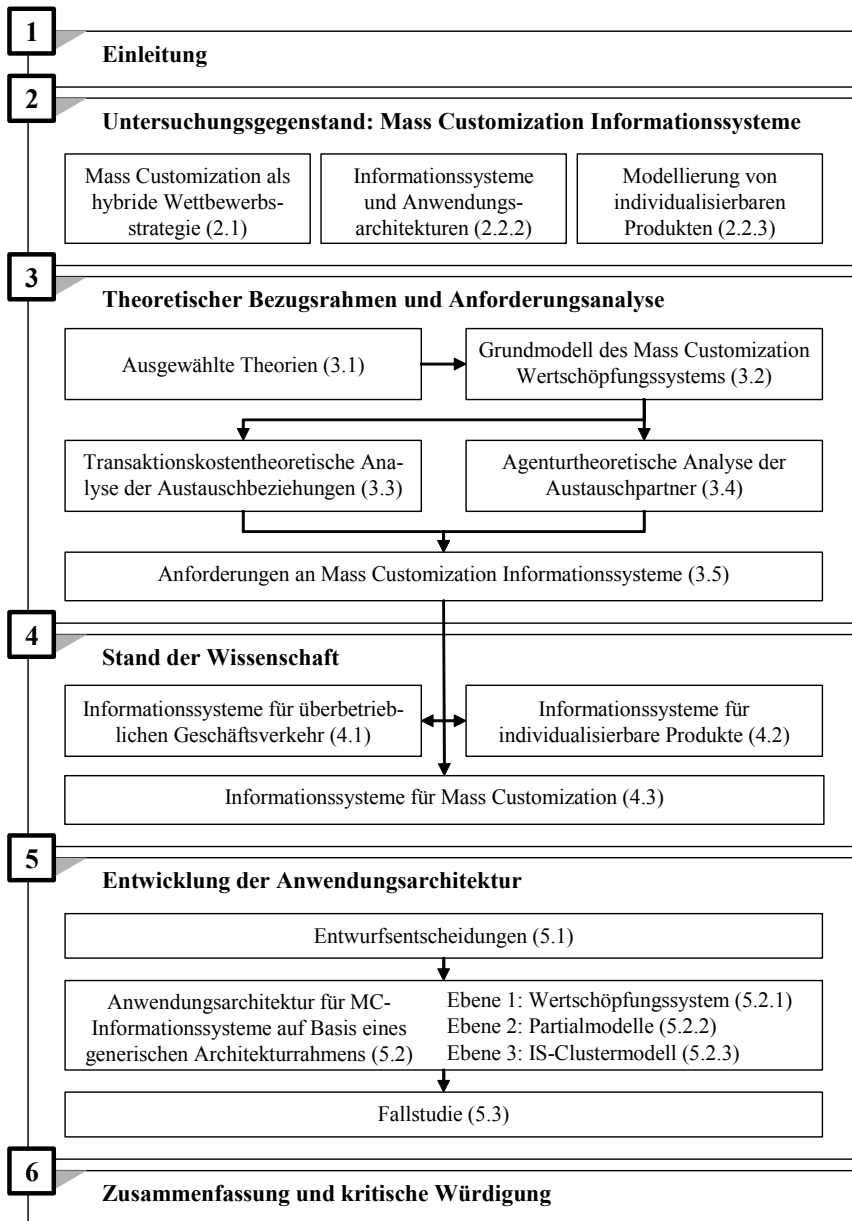 1
Einleitung
2
Untersuchungsgegenstand: Mass Customization Informationssysteme
Mass Customization als
hybride Wettbewerbs-
strategie (2.1)
Informationssysteme
und Anwendungs-
architekturen (2.2.2)
Modellierung von
individualisierbaren
Produkten (2.2.3)
3
Theoretischer Bezugsrahmen und Anforderungsanalyse
Ausgewählte Theorien (3.1)
Grundmodell des Mass Customization
Wertschöpfungssystems (3.2)
Transaktionskostentheoretische Ana-
lyse der Austauschbeziehungen (3.3)
Agenturtheoretische Analyse der
Austauschpartner (3.4)
Anforderungen an Mass Customization Informationssysteme (3.5)
4
Stand der Wissenschaft
Informationssysteme für überbetrieb-
lichen Geschäftsverkehr (4.1)
Informationssysteme für
individualisierbare Produkte (4.2)
Informationssysteme für Mass Customization (4.3)
5
Entwicklung der Anwendungsarchitektur
Entwurfsentscheidungen (5.1)
Anwendungsarchitektur für MC-
Informationssysteme auf Basis eines
generischen Architekturrahmens (5.2)
Ebene 1: Wertschöpfungssystem (5.2.1)
Ebene 2: Partialmodelle (5.2.2)
Ebene 3: IS-Clustermodell (5.2.3)
Fallstudie (5.3)
6
Zusammenfassung und kritische Würdigung